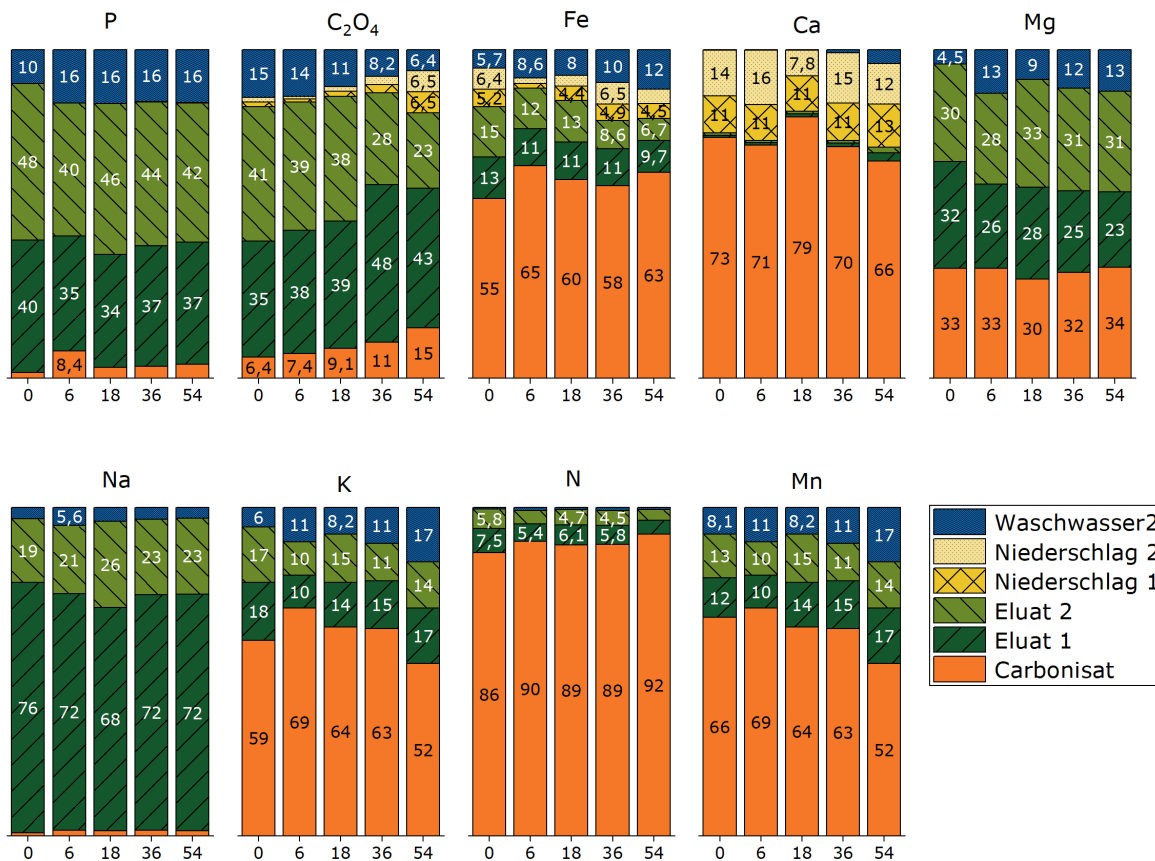 P C₂O₄ Fe Ca Mg
10 16 16 16 16
48 40 46 44 42
40 35 34 37 37
8,4
0 6 18 36 54
15 14 11 8,2 6,4
6,5
6,5
41 39 38 28 23
35 38 39 48 43
6,4 7,4 9,1 11 15
0 6 18 36 54
5,7 8,6 8 10 12
6,4 6,5
5,2 4,4 4,9 4,5
15 12 13 8,6 6,7
13 11 11 11 9,7
55 65 60 58 63
0 6 18 36 54
14 16 7,8 15 12
11 11 11 11 13
73 71 79 70 66
0 6 18 36 54
4,5 13 9 12 13
30 28 33 31 31
32 26 28 25 23
33 33 30 32 34
0 6 18 36 54
Na K N Mn
5,6
19 21 26 23 23
76 72 68 72 72
0 6 18 36 54
6 11 8,2 11 17
17 10 15 11 14
18 10 14 15 17
59 69 64 63 52
0 6 18 36 54
5,8 4,7 4,5
7,5 5,4 6,1 5,8
86 90 89 89 92
0 6 18 36 54
8,1 11 8,2 11 17
13 10 15 11 14
12 10 14 15 17
66 69 64 63 52
0 6 18 36 54
Waschwasser2
Niederschlag 2
Niederschlag 1
Eluat 2
Eluat 1
Carbonisat